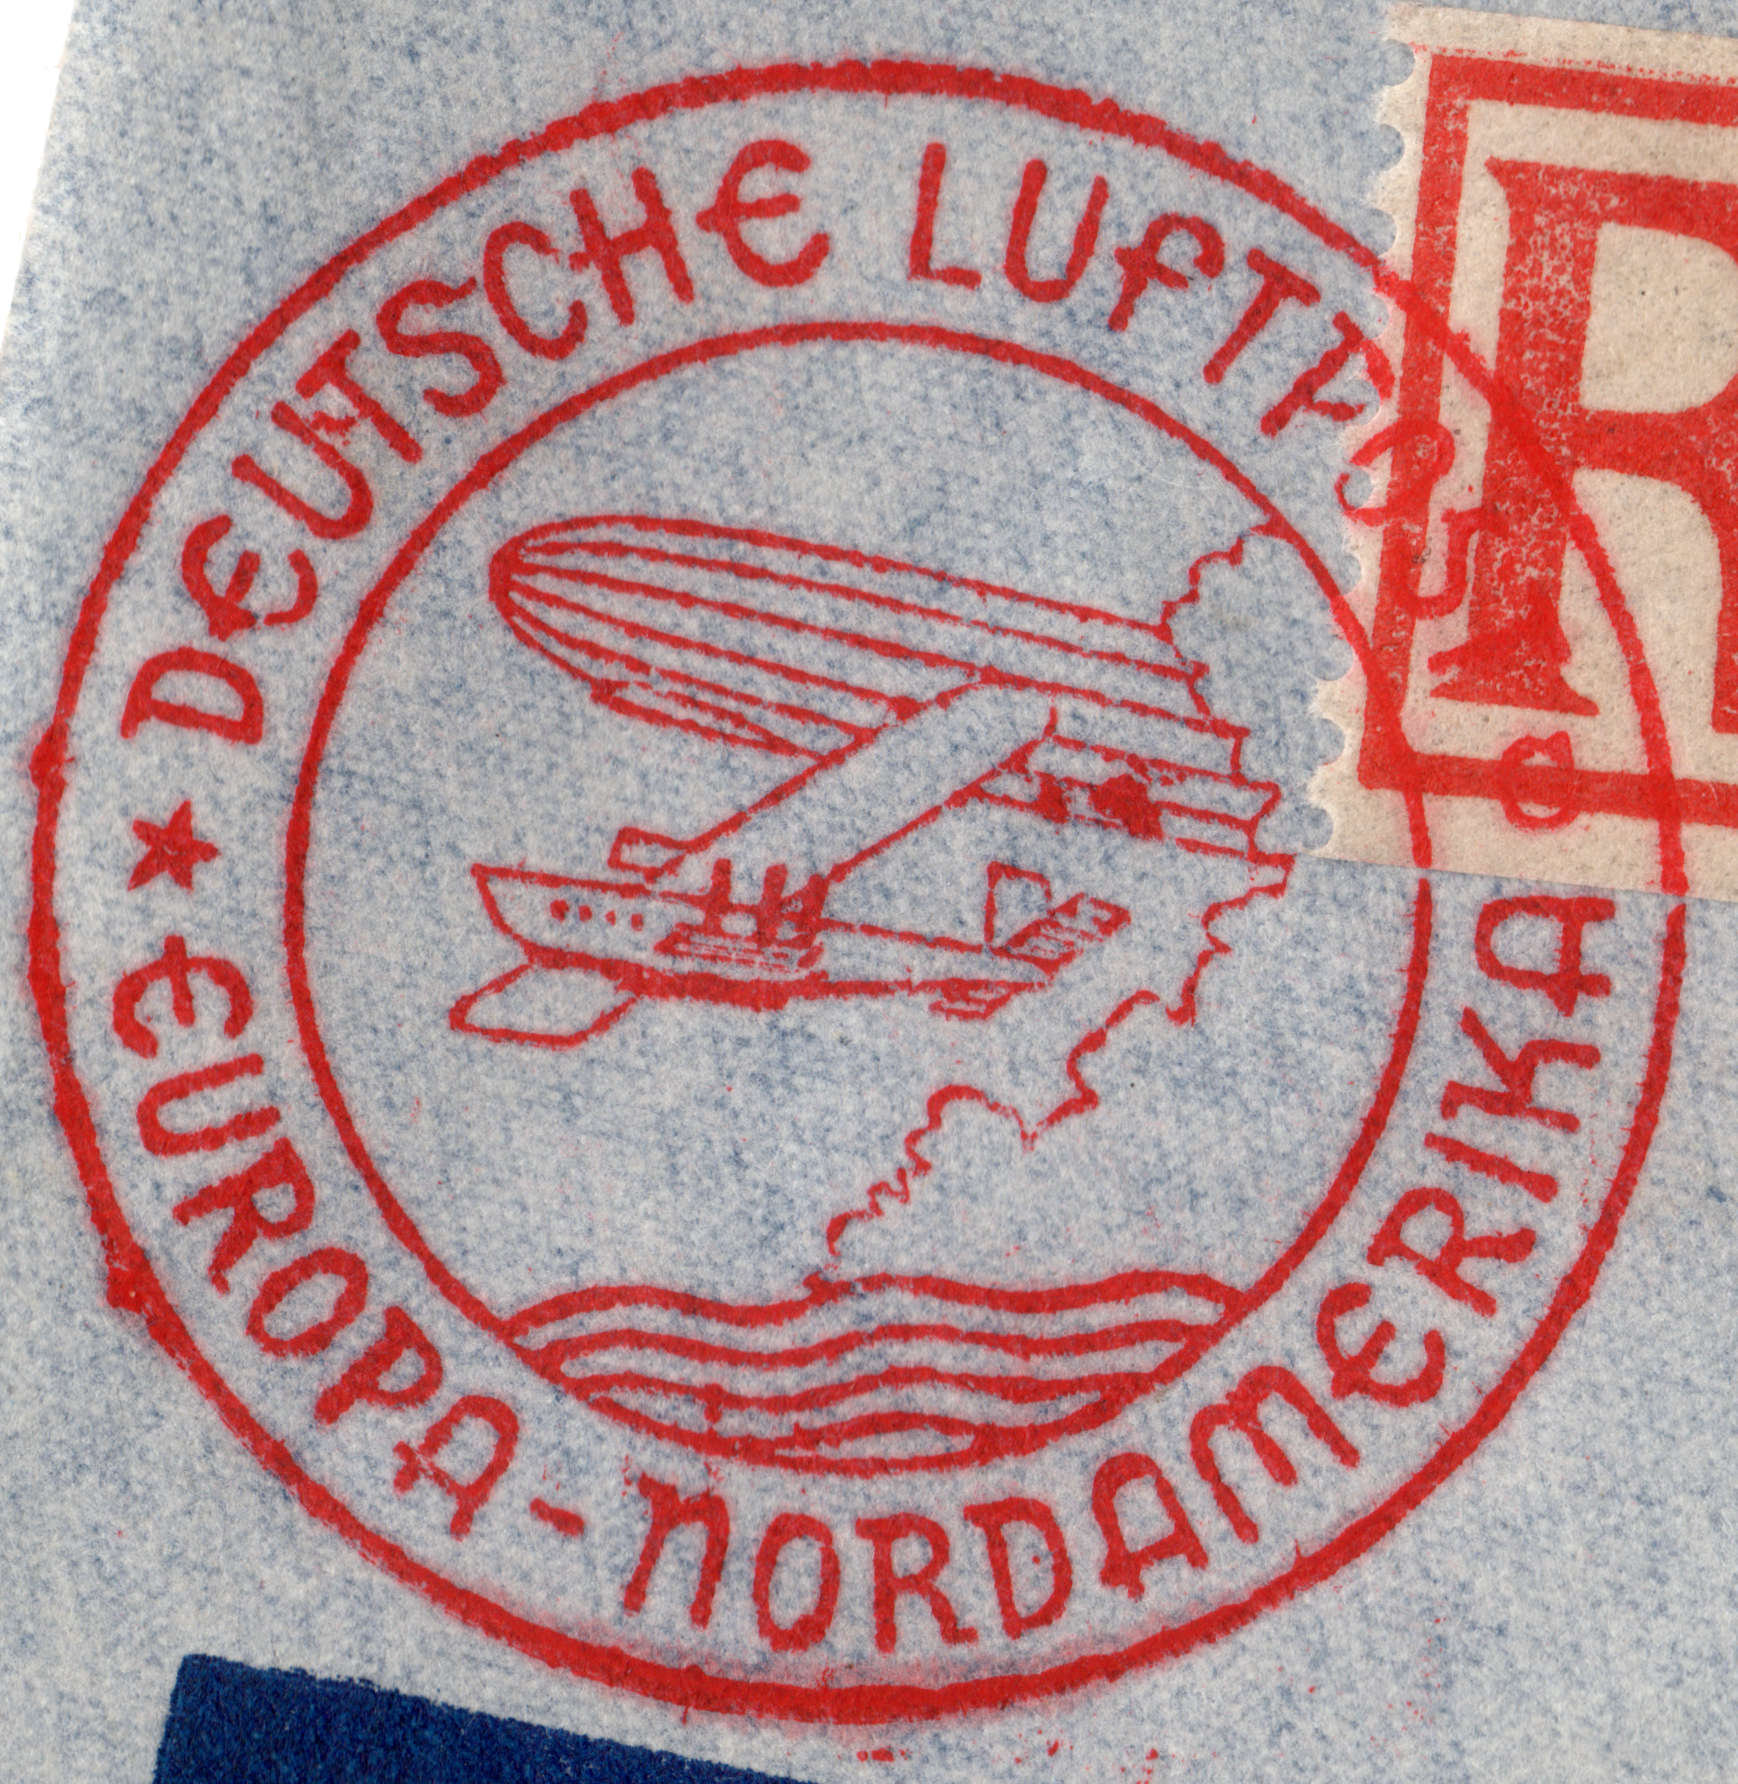 DEUTSCHE LUFTPOST
EUROPA-NORDAMERIKA
R
c